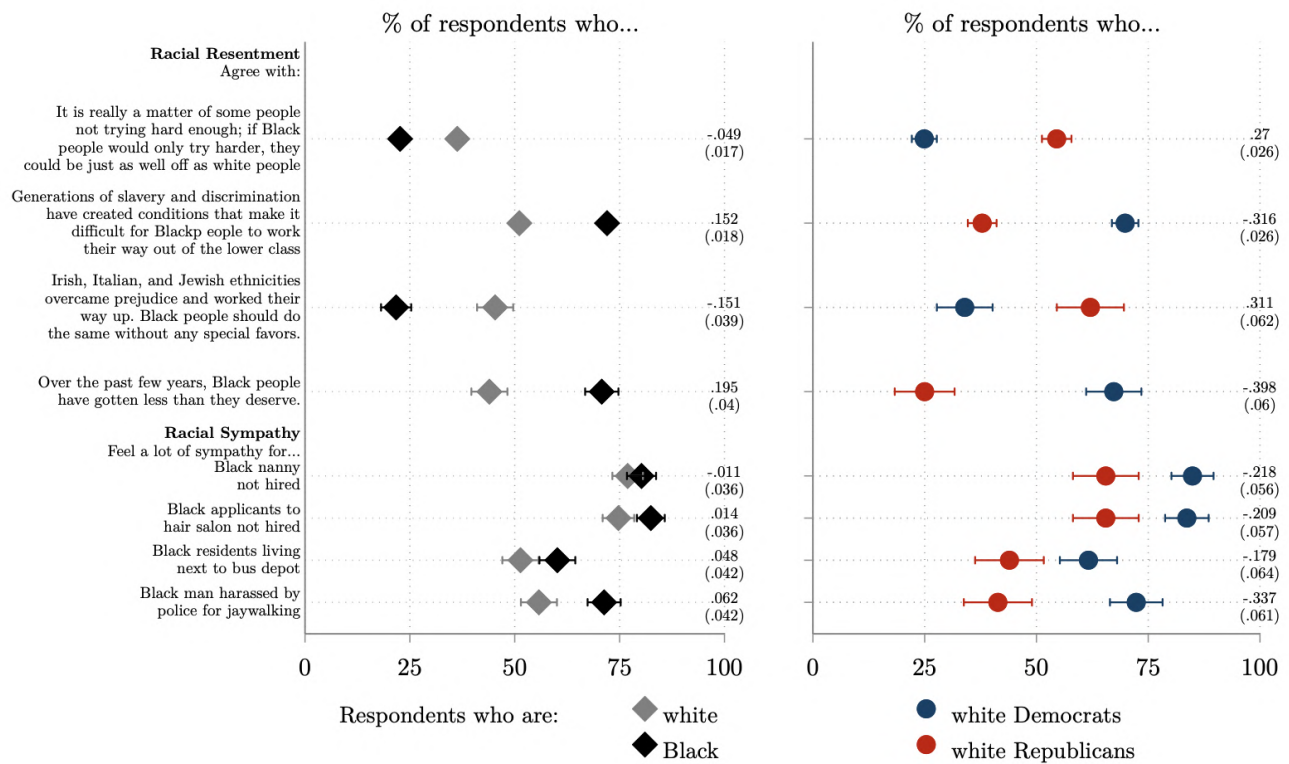 % of respondents who...
% of respondents who...
Racial Resentment
Agree with:
It is really a matter of some people
not trying hard enough; if Black
people would only try harder, they
could be just as well off as white people
-.049
(.017)
.27
(.026)
Generations of slavery and discrimination
have created conditions that make it
difficult for Blackp eople to work
their way out of the lower class
.152
(.018)
-.316
(.026)
Irish, Italian, and Jewish ethnicities
overcame prejudice and worked their
way up. Black people should do
the same without any special favors.
-.151
(.039)
.311
(.062)
Over the past few years, Black people
have gotten less than they deserve.
.195
(.04)
-.398
(.06)
Racial Sympathy
Feel a lot of sympathy for...
Black nanny
not hired
-.011
(.036)
-.218
(.056)
Black applicants to
hair salon not hired
.014
(.036)
-.209
(.057)
Black residents living
next to bus depot
.048
(.042)
-.179
(.064)
Black man harassed by
police for jaywalking
.062
(.042)
-.337
(.061)
0 25 50 75 100
0 25 50 75 100
Respondents who are:
white
Black
white Democrats
white Republicans